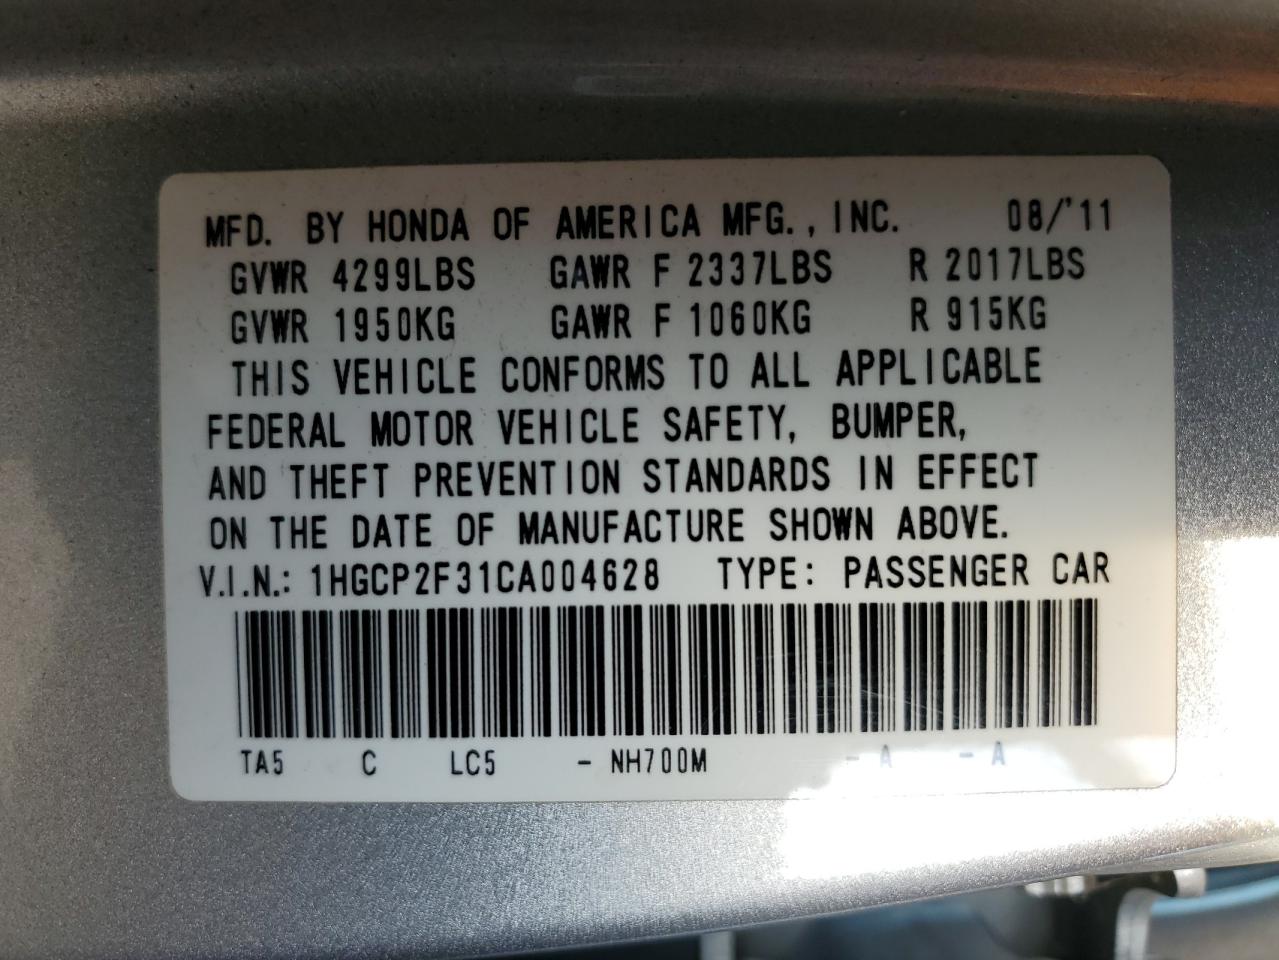 MFD. BY HONDA OF AMERICA MFG., INC. 08/'11
GVWR 4299LBS GAWR F 2337LBS R 2017LBS
GVWR 1950KG GAWR F 1060KG R 915KG
THIS VEHICLE CONFORMS TO ALL APPLICABLE
FEDERAL MOTOR VEHICLE SAFETY, BUMPER,
AND THEFT PREVENTION STANDARDS IN EFFECT
ON THE DATE OF MANUFACTURE SHOWN ABOVE.
V.I.N.: 1HGCP2F31CA004628 TYPE: PASSENGER CAR
TA5 C LC5 - NH700M - A - A